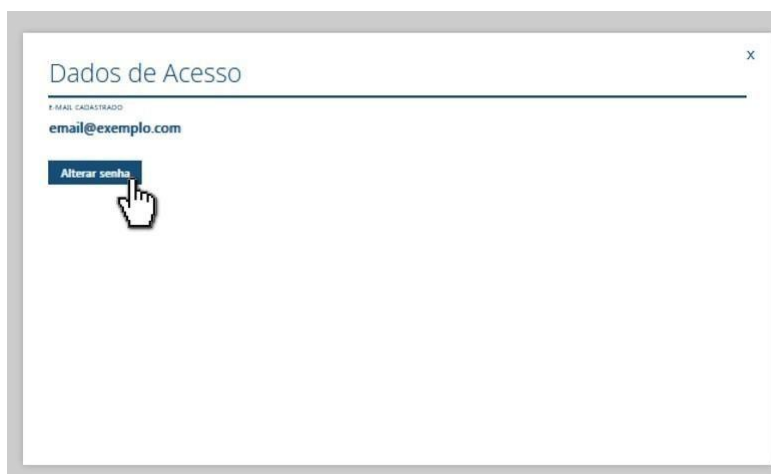 x
Dados de Acesso
E-MAIL CADASTRADO
email@exemplo.com
Alterar senha